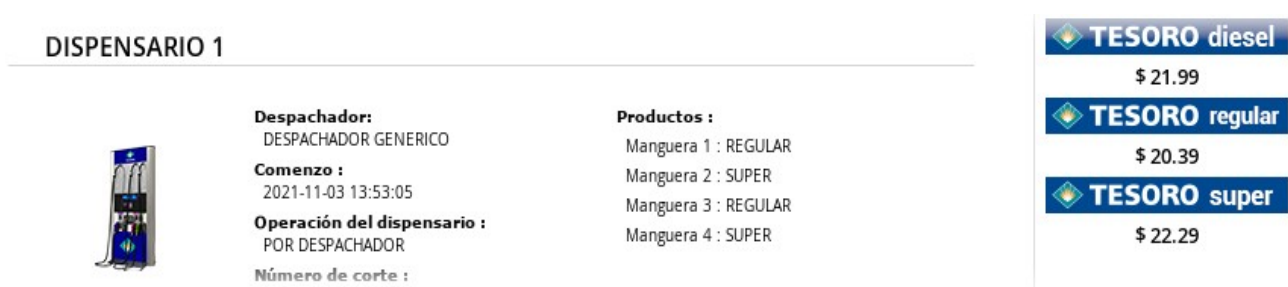 DISPENSARIO 1
Despachador:
DESPACHADOR GENERICO
Comenzo :
2021-11-03 13:53:05
Operación del dispensario :
POR DESPACHADOR
Número de corte :
Productos :
Manguera 1 : REGULAR
Manguera 2 : SUPER
Manguera 3 : REGULAR
Manguera 4 : SUPER
TESORO diesel
$ 21.99
TESORO regular
$ 20.39
TESORO super
$ 22.29